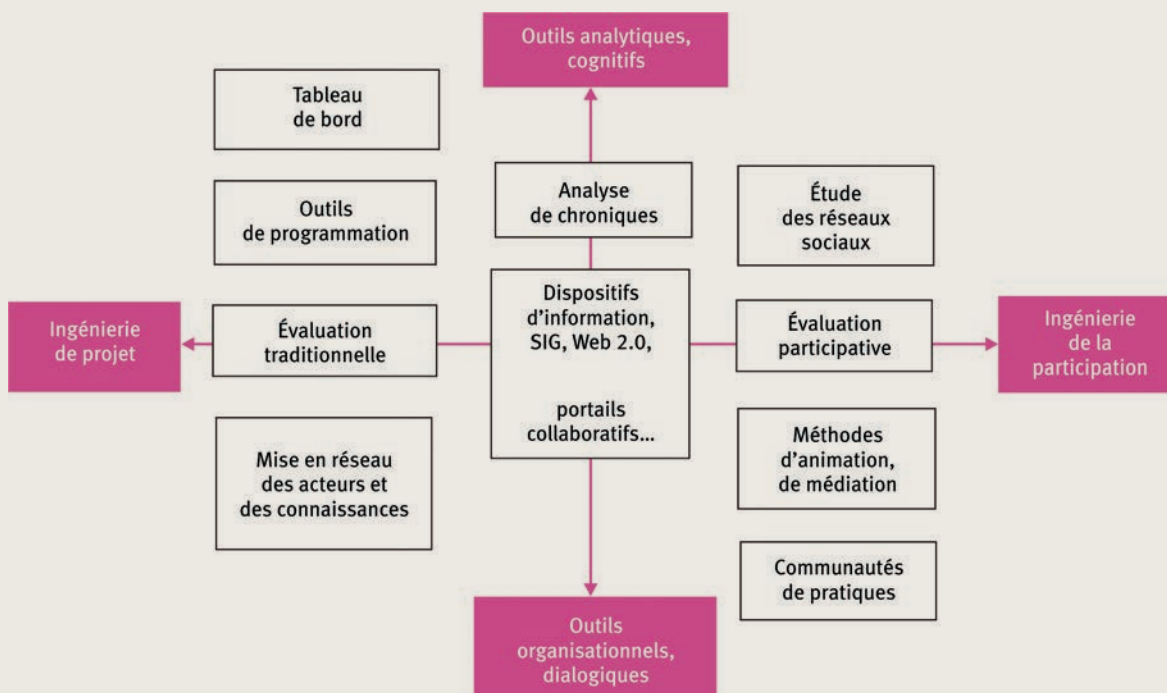 Outils analytiques,
cognitifs
Tableau
de bord
Analyse
de chroniques
Étude
des réseaux
sociaux
Outils
de programmation
Ingénierie
de projet
Évaluation
traditionnelle
Dispositifs
d'information,
SIG, Web 2.0,
portails
collaboratifs...
Évaluation
participative
Ingénierie
de la
participation
Mise en réseau
des acteurs et
des connaissances
Méthodes
d'animation,
de médiation
Communautés
de pratiques
Outils
organisationnels,
dialogiques